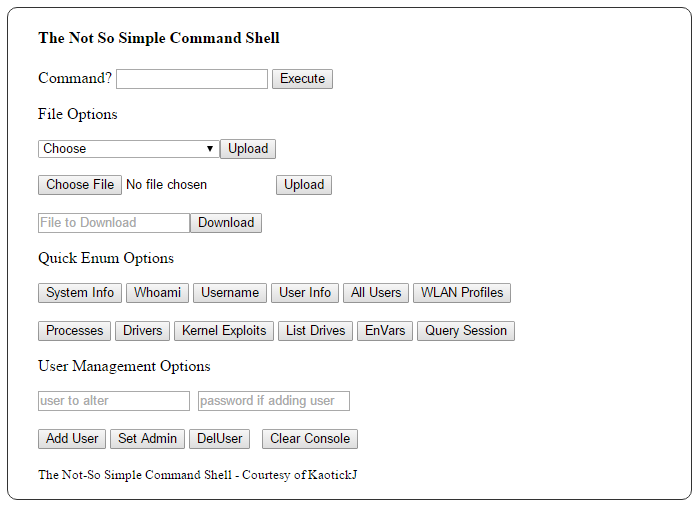 The Not So Simple Command Shell
Command? Execute
File Options
Choose Upload
Choose File No file chosen Upload
File to Download Download
Quick Enum Options
System Info Whoami Username User Info All Users WLAN Profiles
Processes Drivers Kernel Exploits List Drives EnVars Query Session
User Management Options
user to alter password if adding user
Add User Set Admin DelUser Clear Console
The Not-So Simple Command Shell - Courtesy of KaotickJ